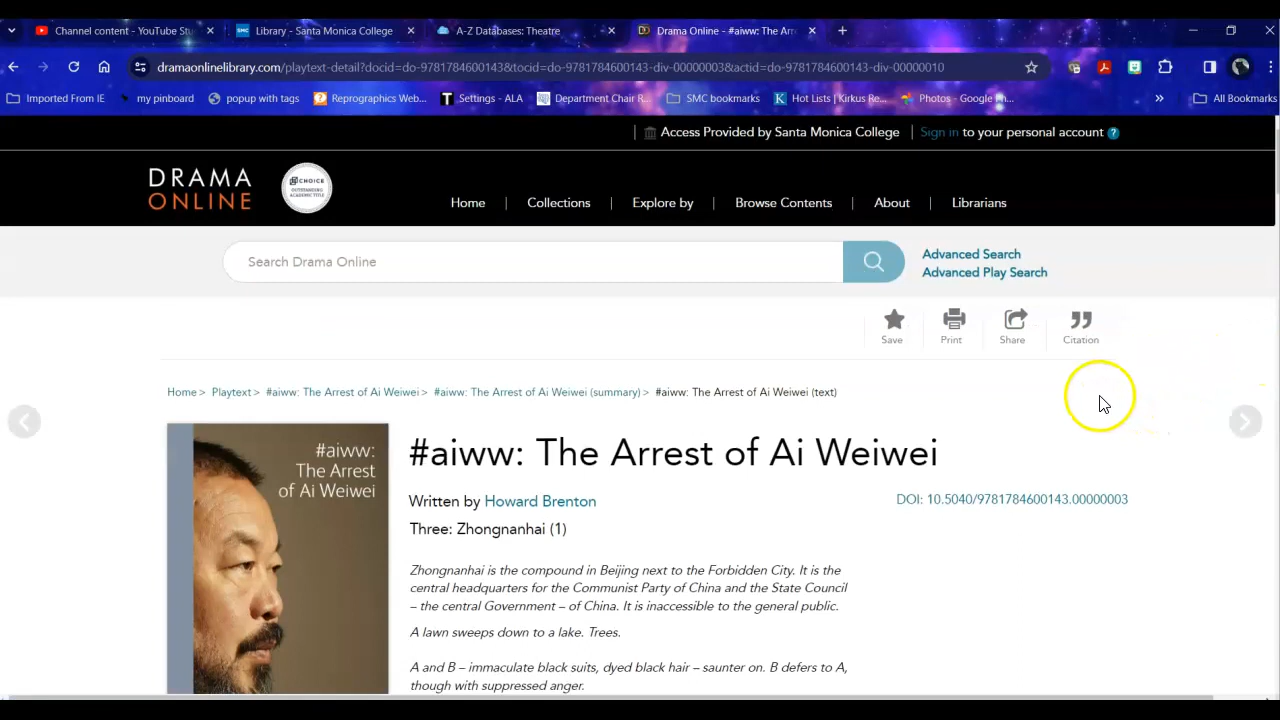 Channel content - YouTube Stu
Library - Santa Monica College
A-Z Databases: Theatre
Drama Online - #aiww: The Arr
dramaonlinelibrary.com/playtext-detail?docid=do-9781784600143&tocid=do-9781784600143-div-00000003&actid=do-9781784600143-div-00000010
Imported From IE
my pinboard
popup with tags
Reprographics Web...
Settings - ALA
Department Chair R...
SMC bookmarks
Hot Lists | Kirkus Re...
Photos - Google Ph...
All Bookmarks
Access Provided by Santa Monica College
Sign in to your personal account ?
DRAMA
ONLINE
CHOICE
OUTSTANDING
ACADEMIC TITLE
Home
Collections
Explore by
Browse Contents
About
Librarians
Search Drama Online
Advanced Search
Advanced Play Search
Save
Print
Share
Citation
Home > Playtext > #aiww: The Arrest of Ai Weiwei > #aiww: The Arrest of Ai Weiwei (summary) > #aiww: The Arrest of Ai Weiwei (text)
#aiww:
The Arrest
of Ai Weiwei
#aiww: The Arrest of Ai Weiwei
Written by Howard Brenton
DOI: 10.5040/9781784600143.00000003
Three: Zhongnanhai (1)
Zhongnanhai is the compound in Beijing next to the Forbidden City. It is the
central headquarters for the Communist Party of China and the State Council
– the central Government – of China. It is inaccessible to the general public.
A lawn sweeps down to a lake. Trees.
A and B – immaculate black suits, dyed black hair – saunter on. B defers to A,
though with suppressed anger.